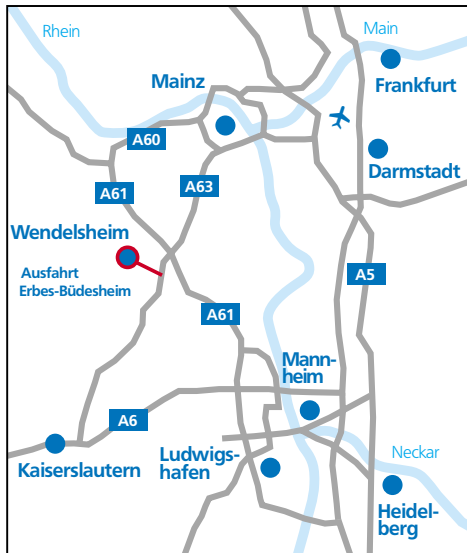 Rhein
Main
Mainz
Frankfurt
A60
Darmstadt
A61
A63
Wendelsheim
Ausfahrt
Erbes-Büdesheim
A5
A61
Mann-
heim
A6
Ludwigs-
hafen
Neckar
Kaiserslautern
Heidel-
berg